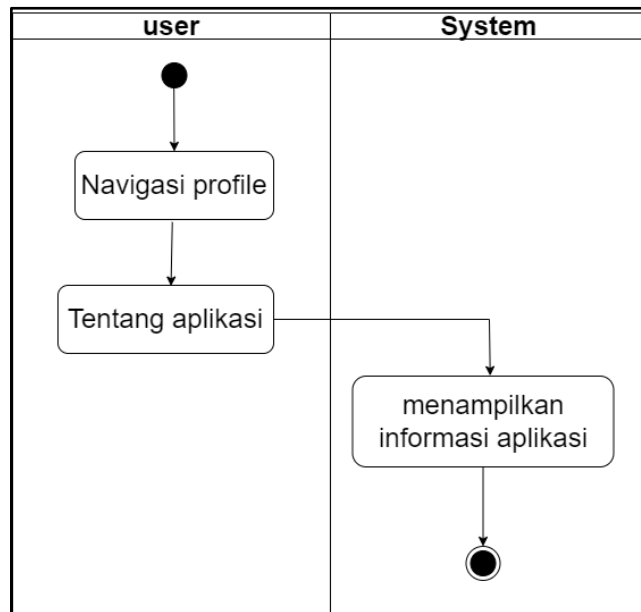 user
System
Navigasi profile
Tentang aplikasi
menampilkan
informasi aplikasi